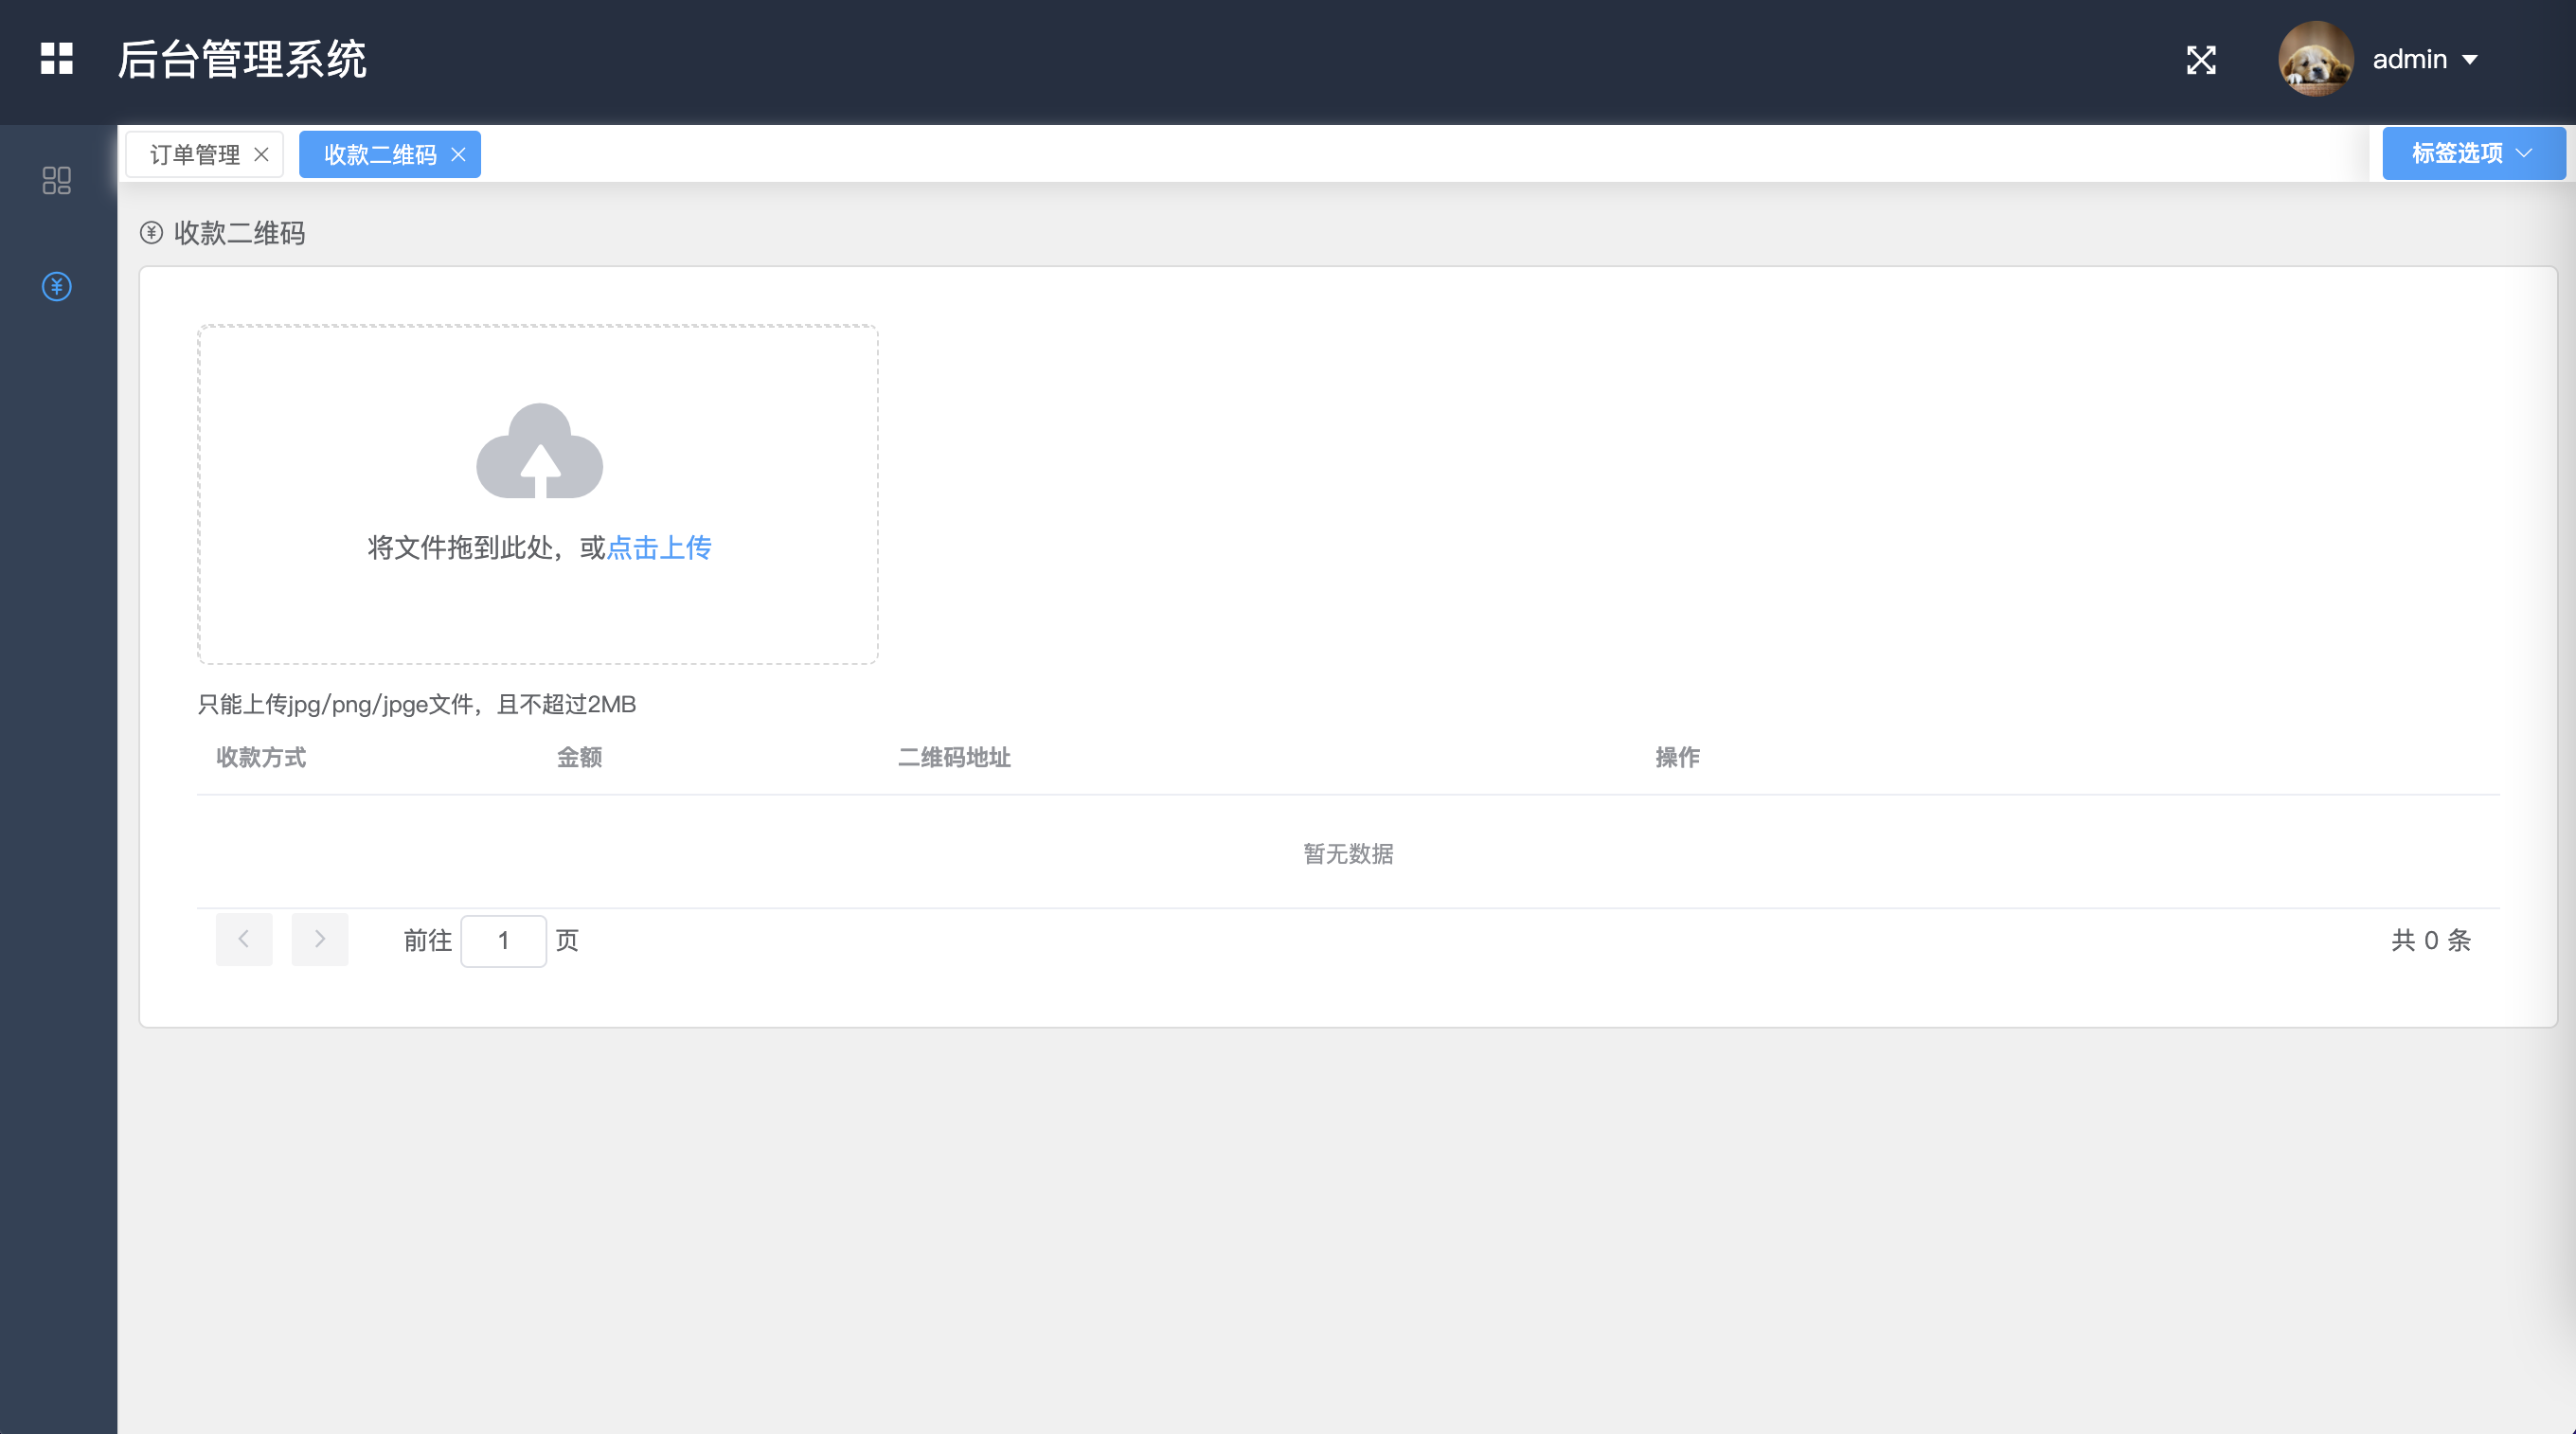 后台管理系统
admin
订单管理
收款二维码
标签选项
收款二维码
将文件拖到此处，或点击上传
只能上传jpg/png/jpge文件，且不超过2MB
收款方式 金额 二维码地址 操作
暂无数据
前往 1 页 共 0 条